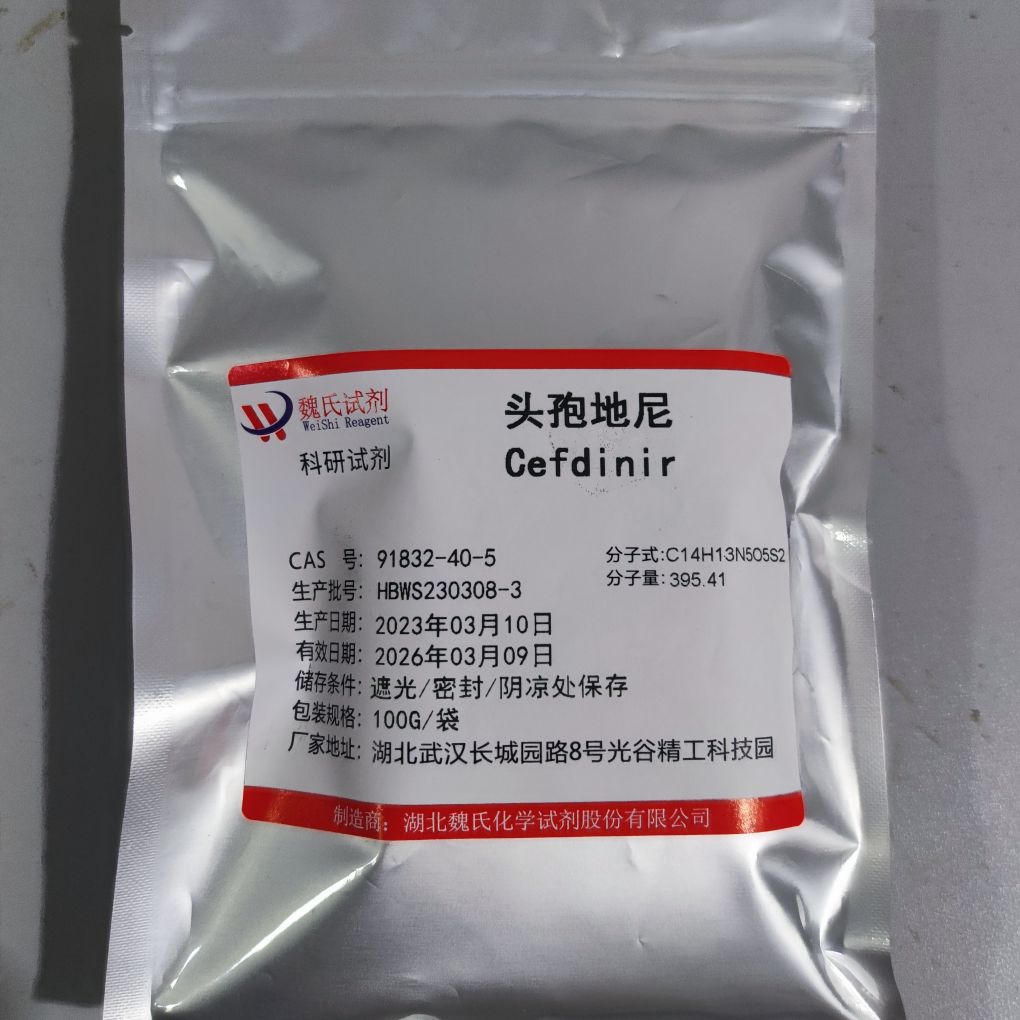 魏氏试剂
WeiShi Reagent
科研试剂
头孢地尼
Cefdinir
CAS 号: 91832-40-5
分子式:C14H13N5O5S2
生产批号: HBWS230308-3
分子量: 395.41
生产日期: 2023年03月10日
有效日期: 2026年03月09日
储存条件: 遮光/密封/阴凉处保存
包装规格: 100G/袋
厂家地址: 湖北武汉长城园路8号光谷精工科技园
制造商: 湖北魏氏化学试剂股份有限公司